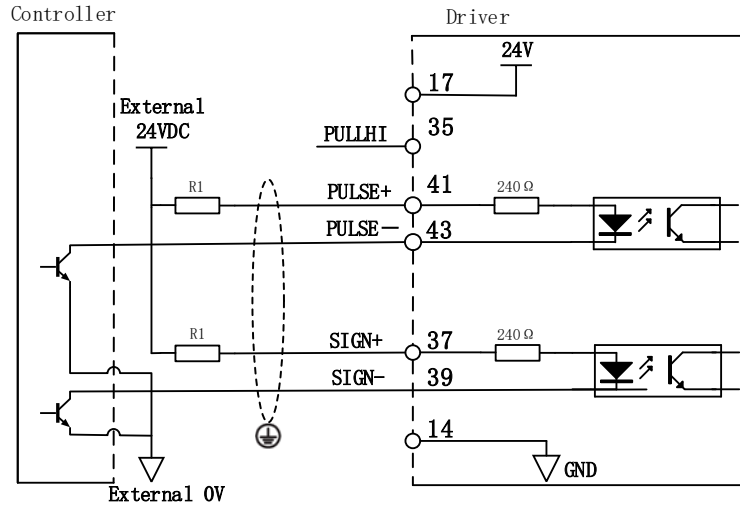 Controller
Driver
24V
17
External
24VDC
35
PULLHI
R1
PULSE+
41
240Ω
PULSE—
43
R1
SIGN+
37
240Ω
SIGN-
39
14
GND
External 0V